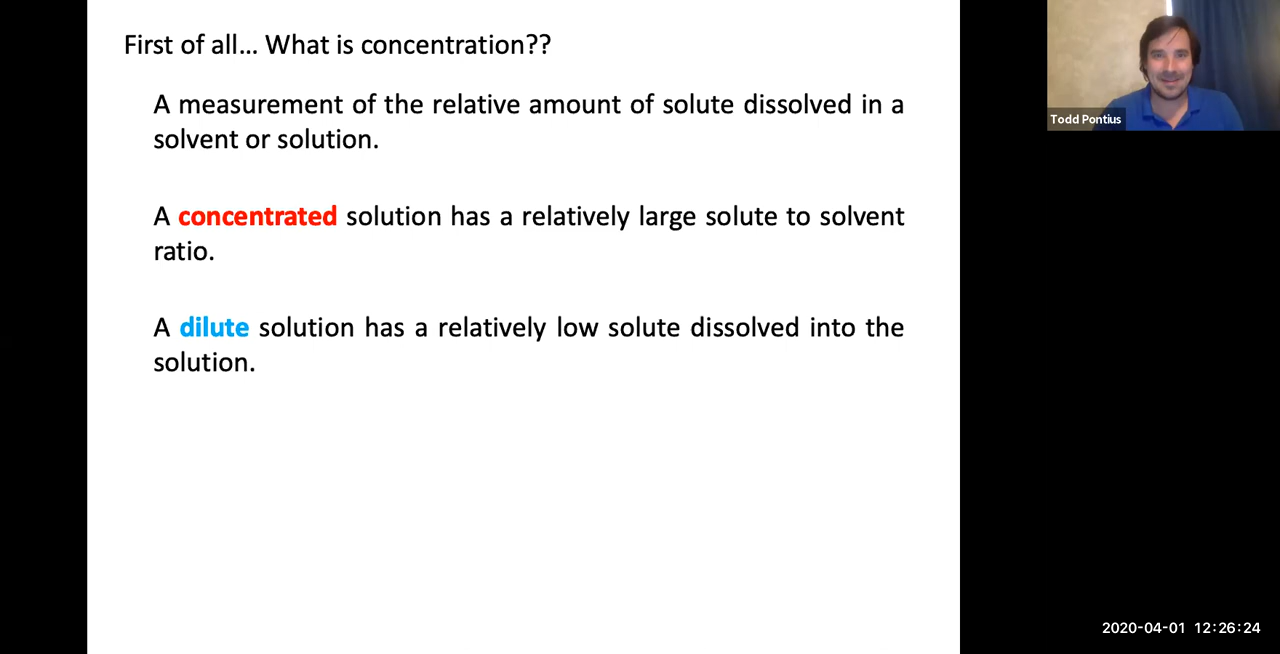 First of all... What is concentration??
A measurement of the relative amount of solute dissolved in a
solvent or solution.
A concentrated solution has a relatively large solute to solvent
ratio.
A dilute solution has a relatively low solute dissolved into the
solution.
Todd Pontius
2020-04-01 12:26:24